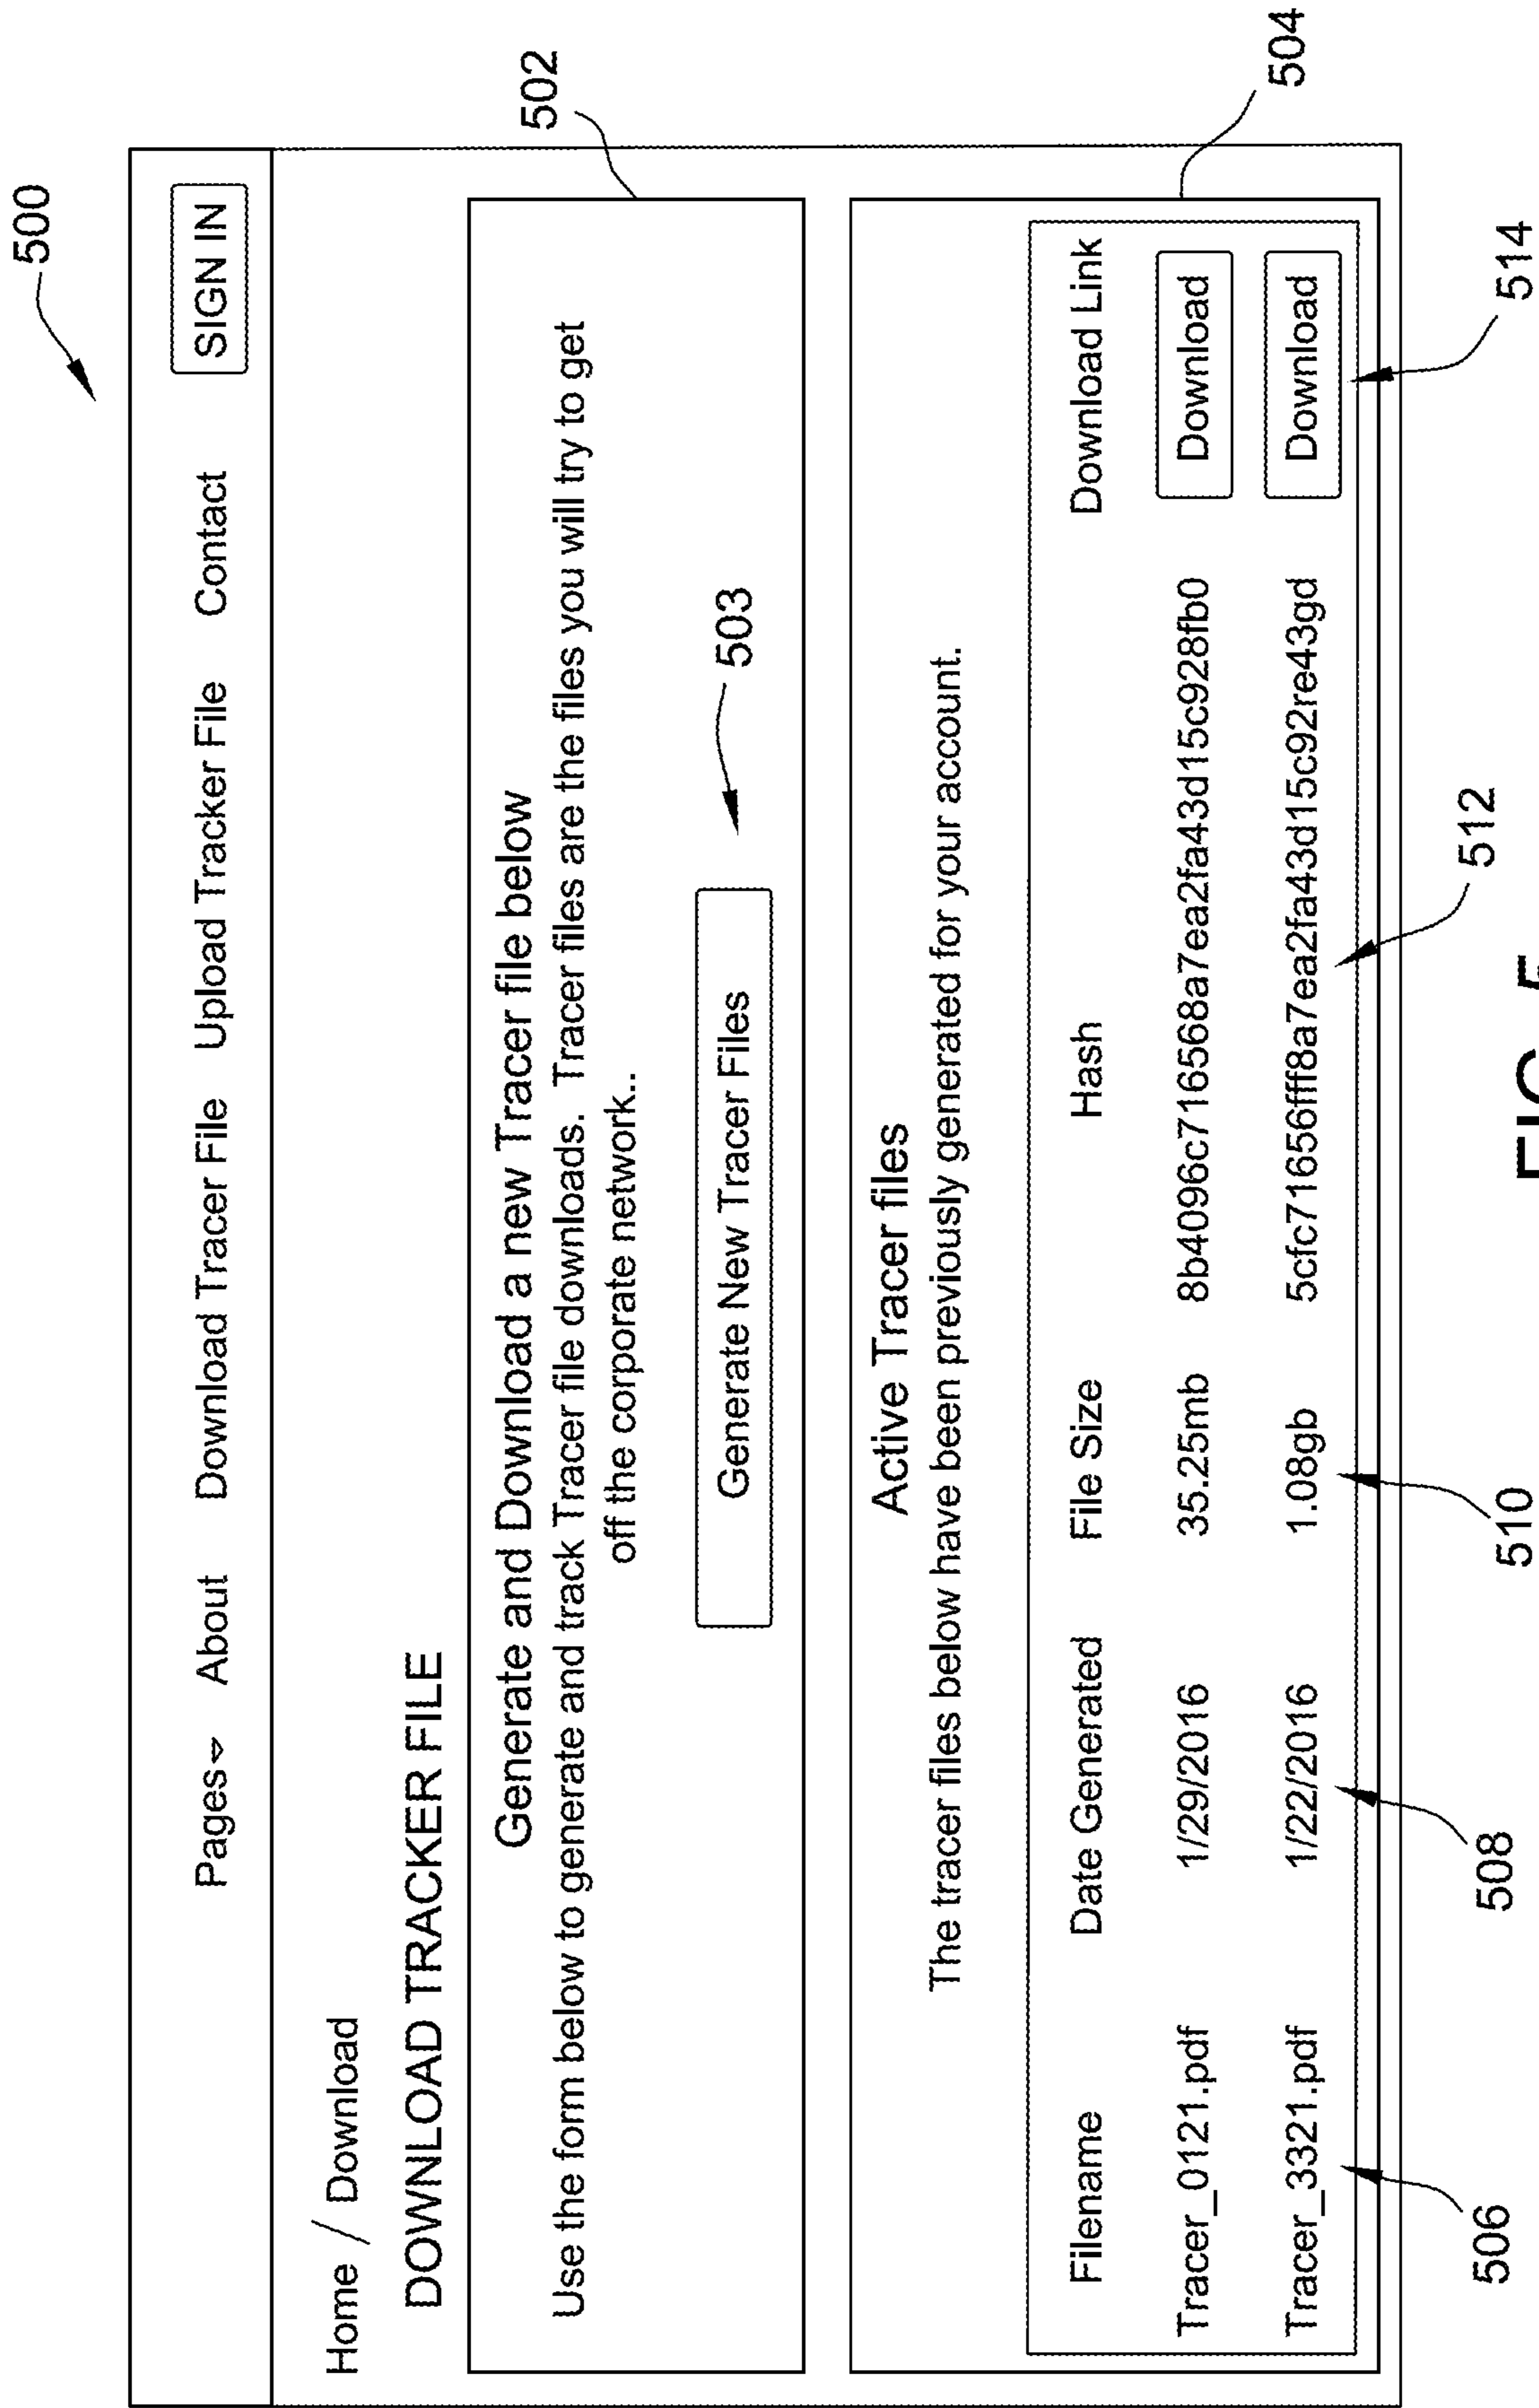 500
Pages About Download Tracer File Upload Tracker File Contact SIGN IN
Home / Download
DOWNLOAD TRACKER FILE
502
Generate and Download a new Tracer file below
Use the form below to generate and track Tracer file downloads. Tracer files are the files you will try to get
off the corporate network..
503
Generate New Tracer Files
Active Tracer files
The tracer files below have been previously generated for your account.
504
Filename Date Generated File Size Hash Download Link
Tracer_0121.pdf 1/29/2016 35.25mb 8b4096c716568a7ea2fa43d15c928fb0 Download
Tracer_3321.pdf 1/22/2016 1.08gb 5cfc71656fff8a7ea2fa43d15c92re43gd Download
506 508 510 512 514